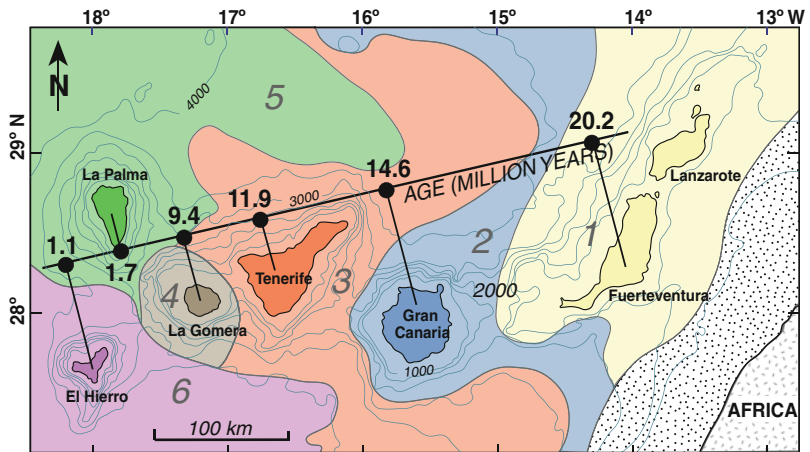 18° 17° 16° 15° 14° 13° W
N
29° N
28°
4000
5
20.2
AGE (MILLION YEARS)
La Palma
14.6
Lanzarote
11.9
3000
9.4
1.1
1.7
2
1
4
Tenerife
3
2000
Fuerteventura
La Gomera
Gran
Canaria
El Hierro
6
1000
100 km
AFRICA